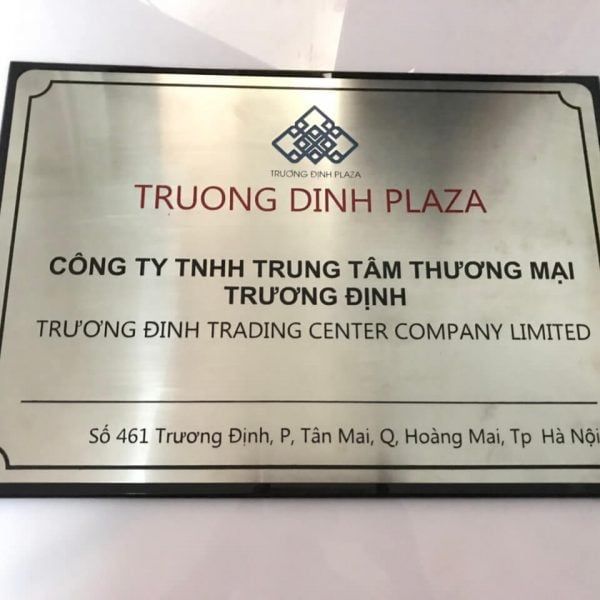 TRƯƠNG ĐỊNH PLAZA
TRUONG DINH PLAZA
CÔNG TY TNHH TRUNG TÂM THƯƠNG MẠI
TRƯƠNG ĐỊNH
TRƯƠNG ĐINH TRADING CENTER COMPANY LIMITED
Số 461 Trương Định, P, Tân Mai, Q, Hoàng Mai, Tp Hà Nội